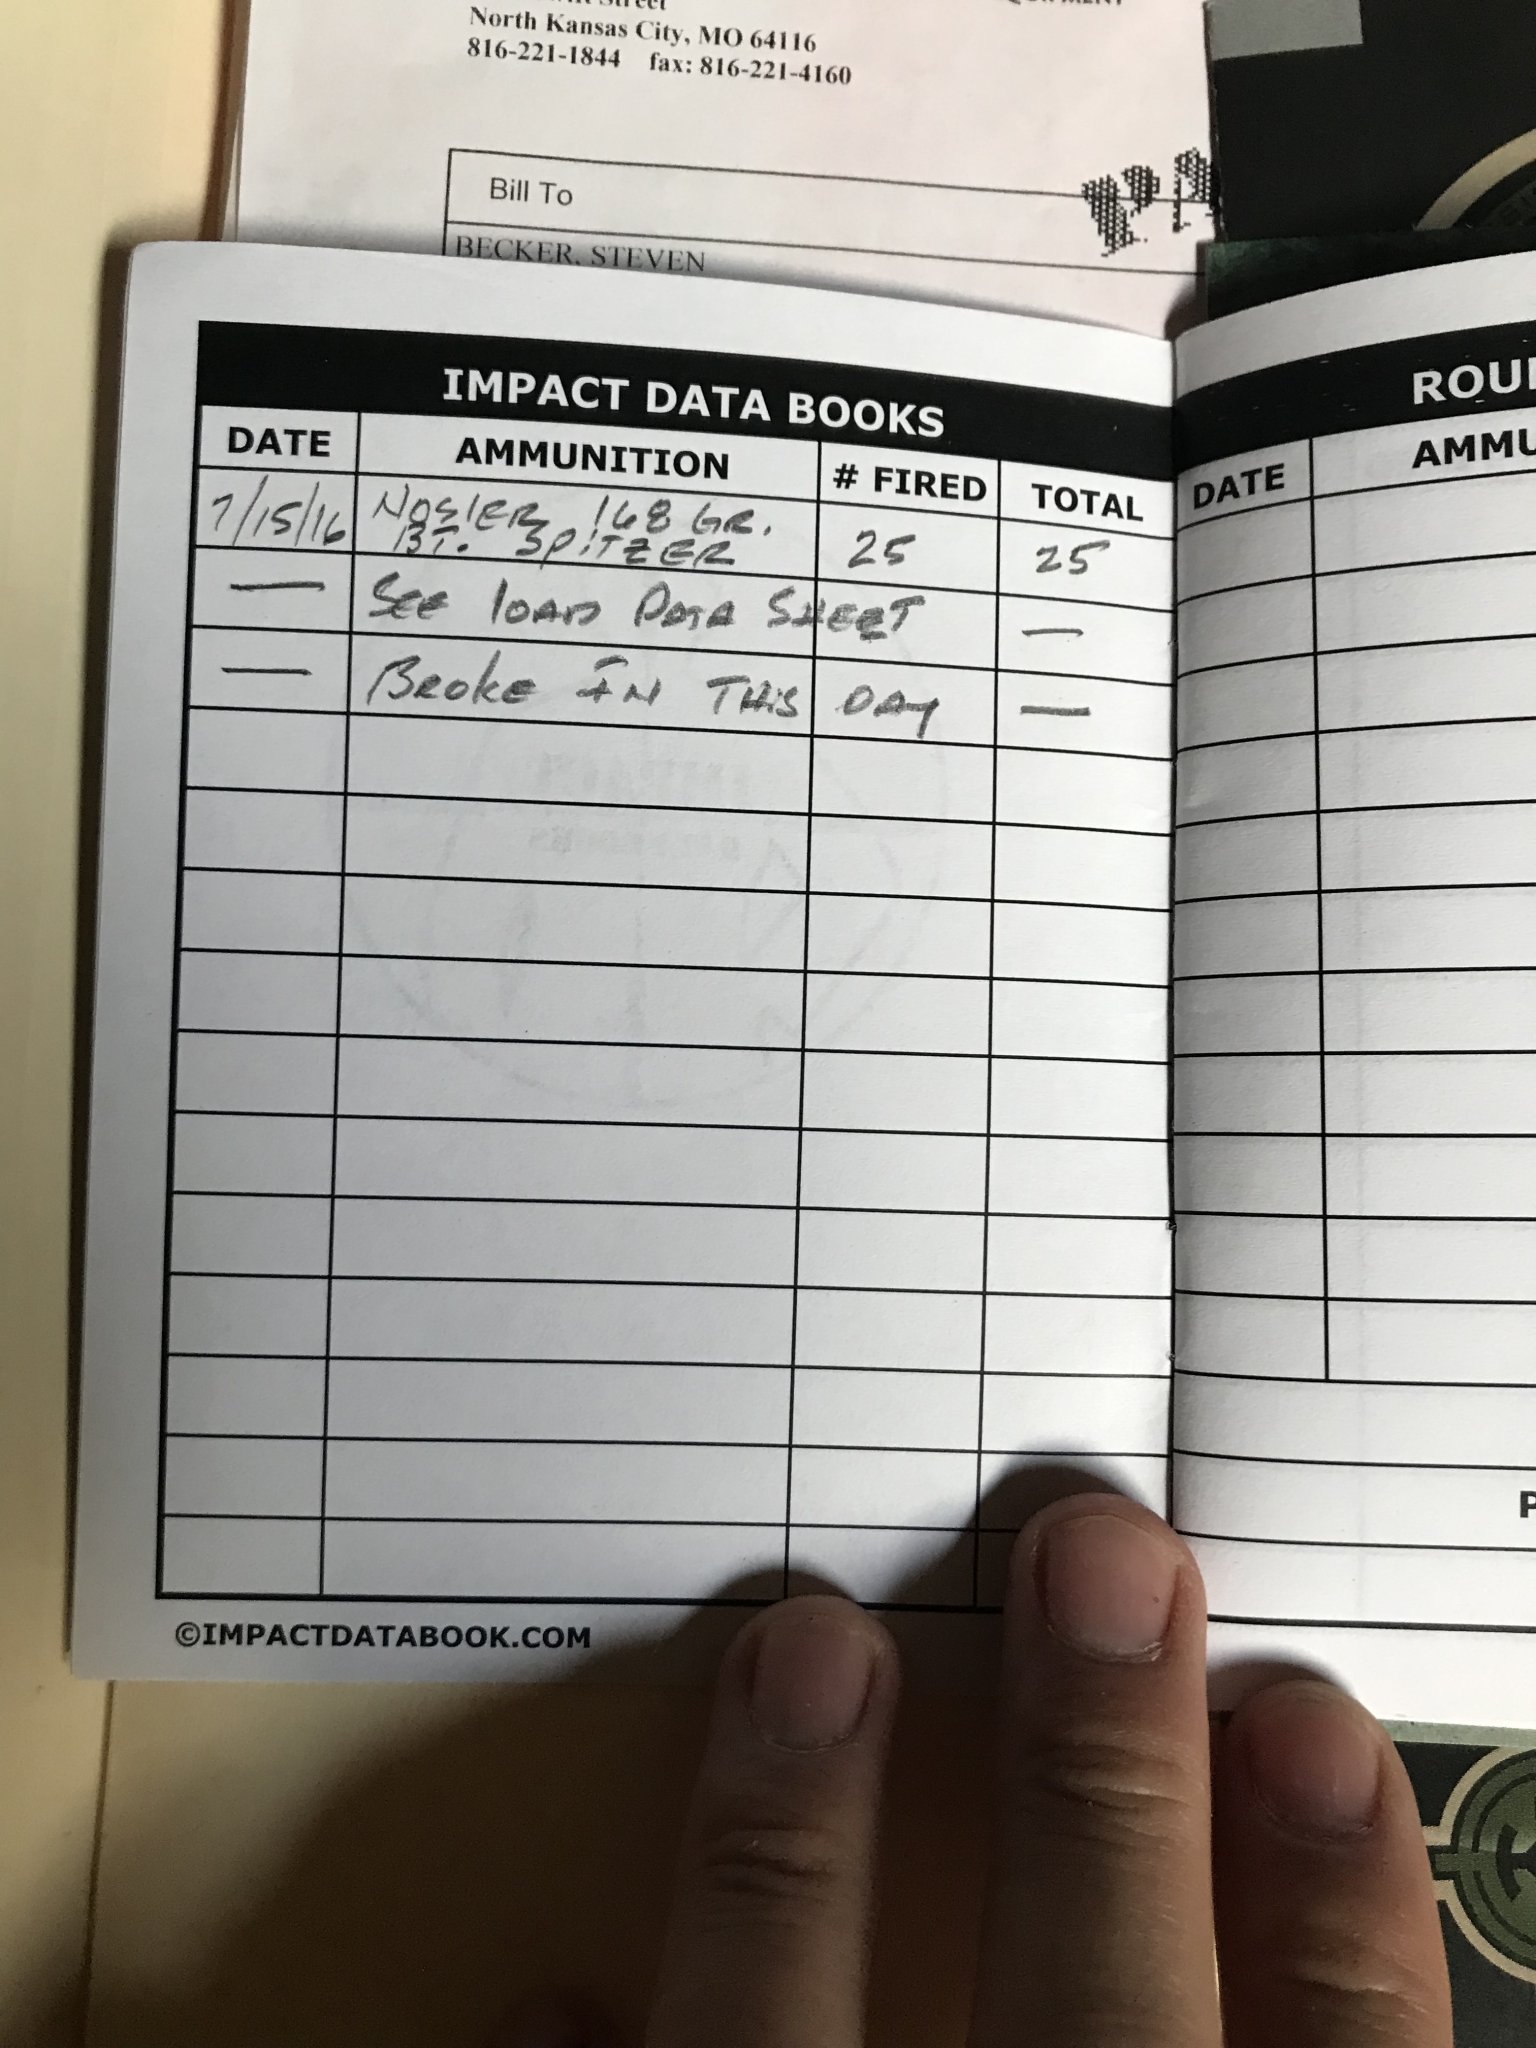 North Kansas City, MO 64116
816-221-1844 fax: 816-221-4160
Bill To
BECKER, STEVEN
IMPACT DATA BOOKS
DATE AMMUNITION # FIRED TOTAL
7/15/16 NOSLER 168 GR. 25 25
BT. SPITZER
— SEE LOAD DATA SHEET —
— BROKE IN THIS DAY —
©IMPACTDATABOOK.COM
ROU
DATE AMMU
P